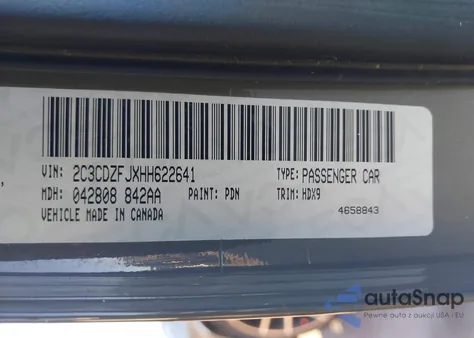 VIN: 2C3CDZFJXHH622641 TYPE: PASSENGER CAR
MDH: 042808 842AA PAINT: PDN TRIM: HDX9
VEHICLE MADE IN CANADA 4658843
autoSnap
Pewne auto z aukcji USA i EU